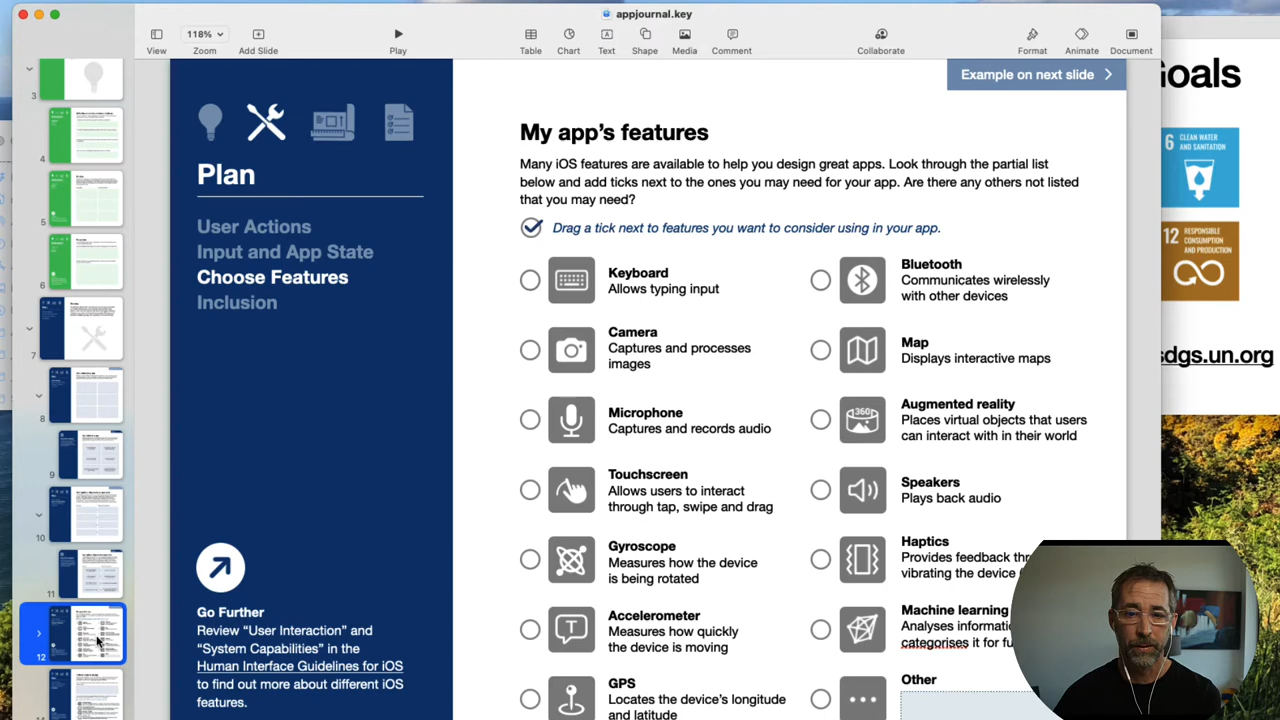 appjournal.key
118%
View
Zoom
Add Slide
Play
Table
Chart
Text
Shape
Media
Comment
Collaborate
Format
Animate
Document
Example on next slide
Goals
6 CLEAN WATER
AND SANITATION
12 RESPONSIBLE
CONSUMPTION
AND PRODUCTION
sdgs.un.org
3
4
5
6
7
8
9
10
11
12
Plan
User Actions
Input and App State
Choose Features
Inclusion
Go Further
Review “User Interaction” and
“System Capabilities” in the
Human Interface Guidelines for iOS
to find out more about different iOS
features.
My app’s features
Many iOS features are available to help you design great apps. Look through the partial list
below and add ticks next to the ones you may need for your app. Are there any others not listed
that you may need?
Drag a tick next to features you want to consider using in your app.
Keyboard
Allows typing input
Camera
Captures and processes
images
Microphone
Captures and records audio
Touchscreen
Allows users to interact
through tap, swipe and drag
Gyroscope
Measures how the device
is being rotated
T
Accelerometer
Measures how quickly
the device is moving
GPS
Locates the device’s longitude
and latitude
Bluetooth
Communicates wirelessly
with other devices
Map
Displays interactive maps
360°
Augmented reality
Places virtual objects that users
can interact with in their world
Speakers
Plays back audio
Haptics
Provides feedback
vibrating the device
Machine learning
Analyses
categorises it for
Other